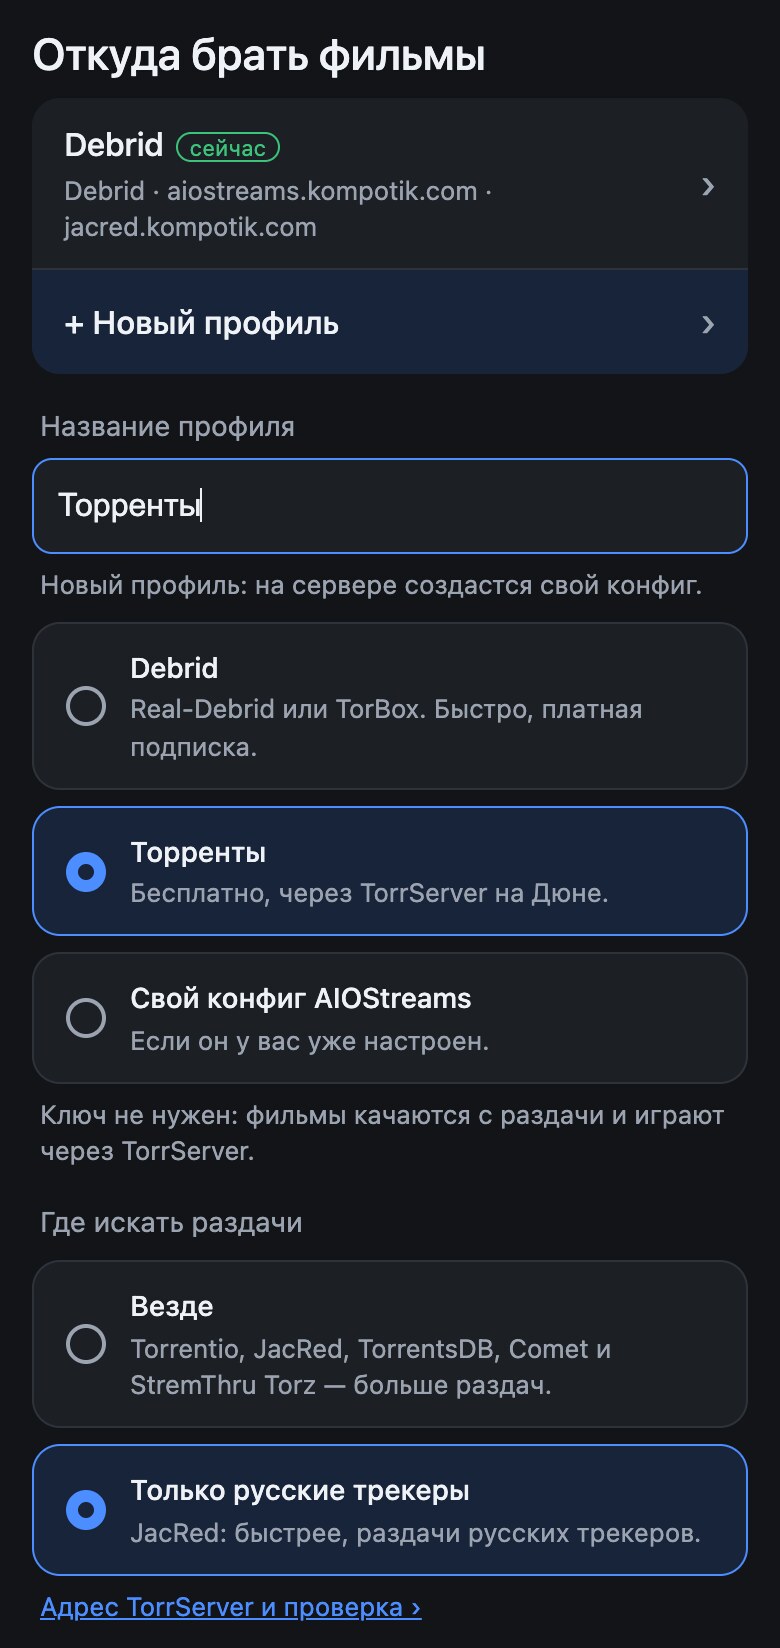 Откуда брать фильмы
Debrid сейчас
Debrid · aiostreams.kompotik.com ·
jacred.kompotik.com
›
+ Новый профиль ›
Название профиля
Торренты
Новый профиль: на сервере создастся свой конфиг.
Debrid
Real-Debrid или TorBox. Быстро, платная
подписка.
Торренты
Бесплатно, через TorrServer на Дюне.
Свой конфиг AIOStreams
Если он у вас уже настроен.
Ключ не нужен: фильмы качаются с раздачи и играют
через TorrServer.
Где искать раздачи
Везде
Torrentio, JacRed, TorrentsDB, Comet и
StremThru Torz — больше раздач.
Только русские трекеры
JacRed: быстрее, раздачи русских трекеров.
Адрес TorrServer и проверка ›